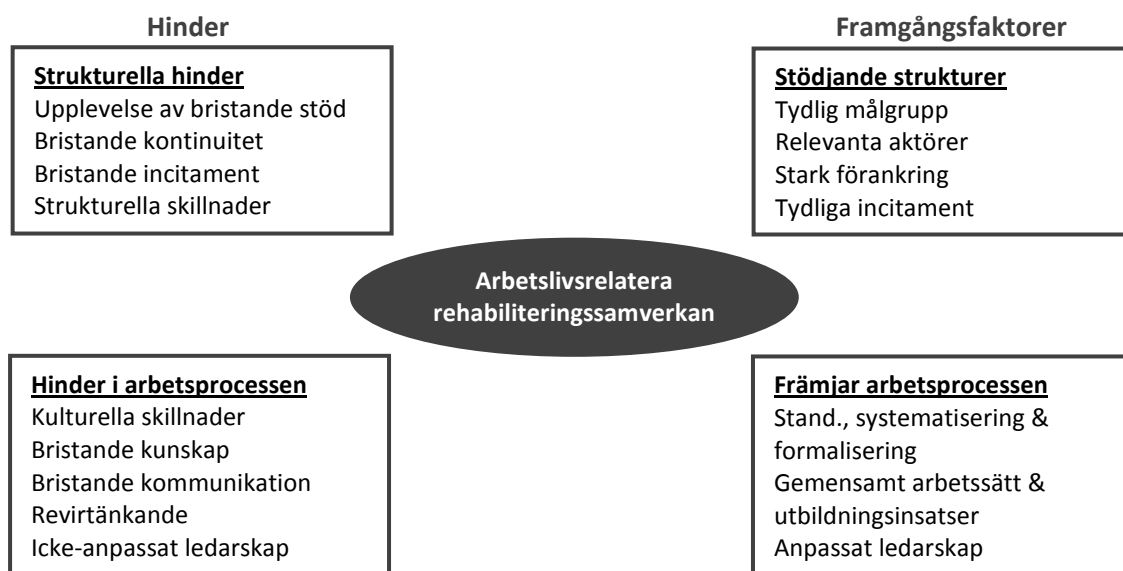 Hinder
Strukturella hinder
Upplevelse av bristande stöd
Bristande kontinuitet
Bristande incitament
Strukturella skillnader
Framgångsfaktorer
Stödjande strukturer
Tydlig målgrupp
Relevanta aktörer
Stark förankring
Tydliga incitament
Arbetslivsrelatera
rehabiliteringssamverkan
Hinder i arbetsprocessen
Kulturella skillnader
Bristande kunskap
Bristande kommunikation
Revirtänkande
Icke-anpassat ledarskap
Främjar arbetsprocessen
Stand., systematisering &
formalisering
Gemensamt arbetssätt &
utbildningsinsatser
Anpassat ledarskap